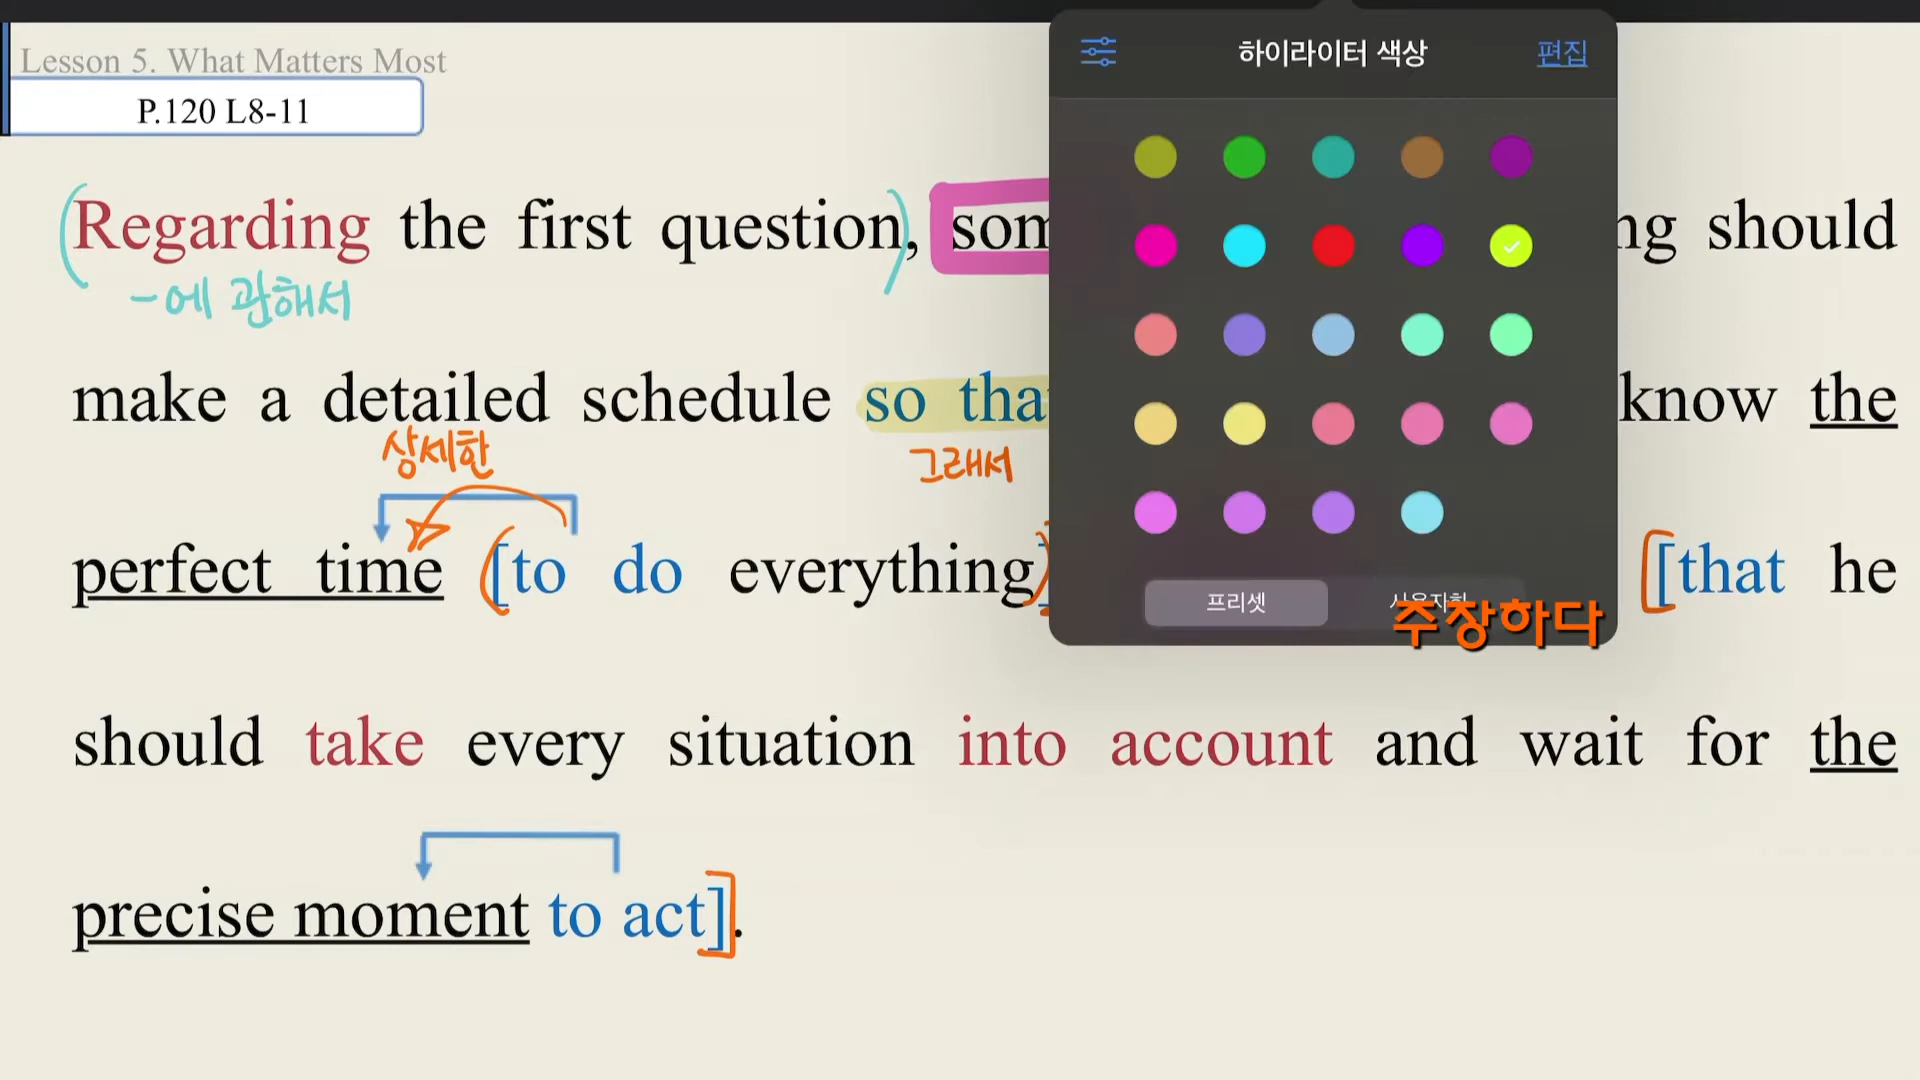 Lesson 5. What Matters Most
P.120 L8-11
하이라이터 색상
편집
Regarding the first question, som ng should
-에 관해서
make a detailed schedule so tha know the
상세한
그래서
perfect time [to do everything] [that he
프리셋
주장하다
should take every situation into account and wait for the
precise moment to act].